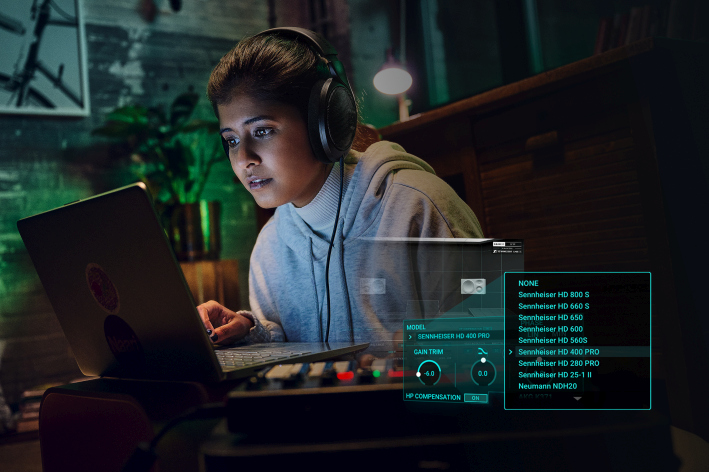 MODEL
SENNHEISER HD 400 PRO
GAIN TRIM
-6.0
0.0
HP COMPENSATION ON
NONE
Sennheiser HD 800 S
Sennheiser HD 660 S
Sennheiser HD 650
Sennheiser HD 600
Sennheiser HD 560S
Sennheiser HD 400 PRO
Sennheiser HD 280 PRO
Sennheiser HD 25-1 II
Neumann NDH20